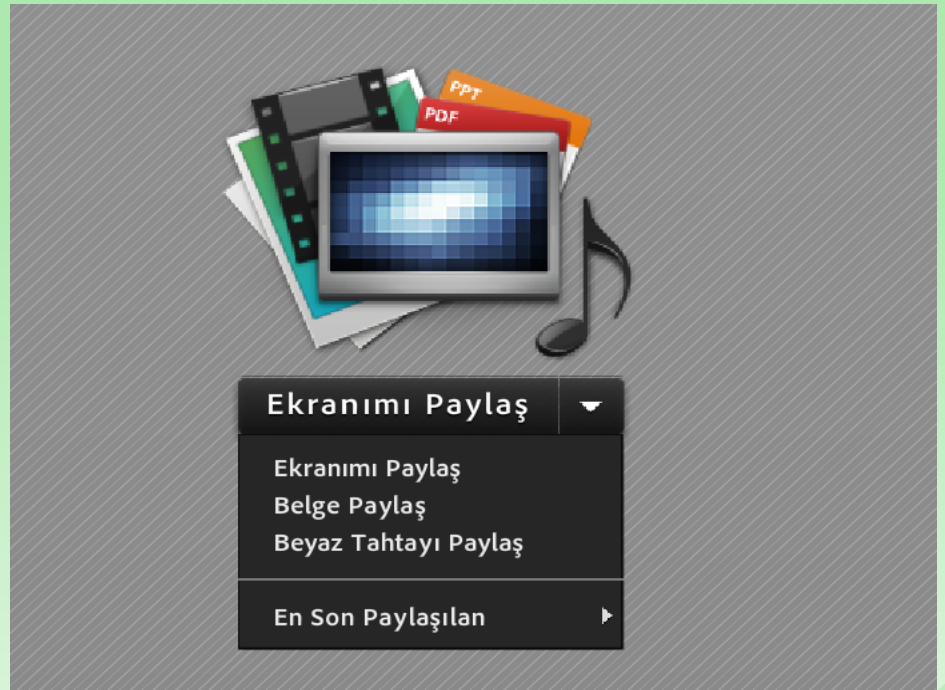 PPT
PDF
Ekranımı Paylaş
Ekranımı Paylaş
Belge Paylaş
Beyaz Tahtayı Paylaş
En Son Paylaşılan